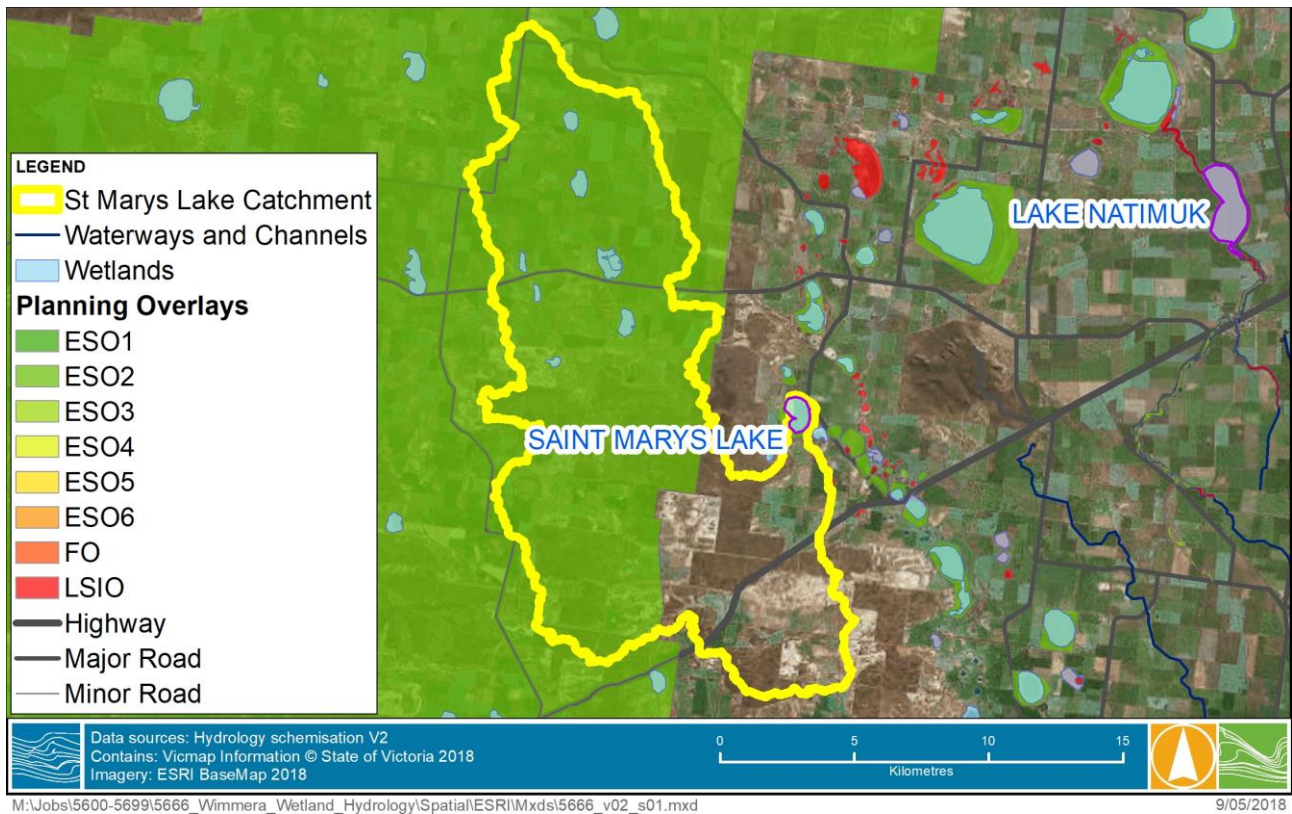 LAKE NATIMUK
SAINT MARYS LAKE
LEGEND
St Marys Lake Catchment
Waterways and Channels
Wetlands
Planning Overlays
ESO1
ESO2
ESO3
ESO4
ESO5
ESO6
FO
LSIO
Highway
Major Road
Minor Road
Data sources: Hydrology schemisation V2
Contains: Vicmap Information © State of Victoria 2018
Imagery: ESRI BaseMap 2018
0 5 10 15
Kilometres
M:\Jobs\5600-5699\5666_Wimmera_Wetland_Hydrology\Spatial\ESRI\Mxds\5666_v02_s01.mxd
9/05/2018